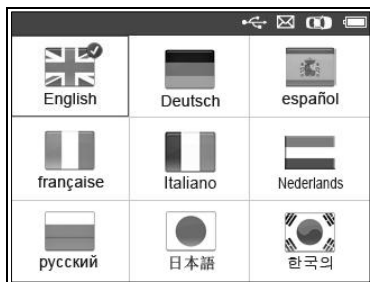 English
Deutsch
español
française
Italiano
Nederlands
русский
日本語
한국의